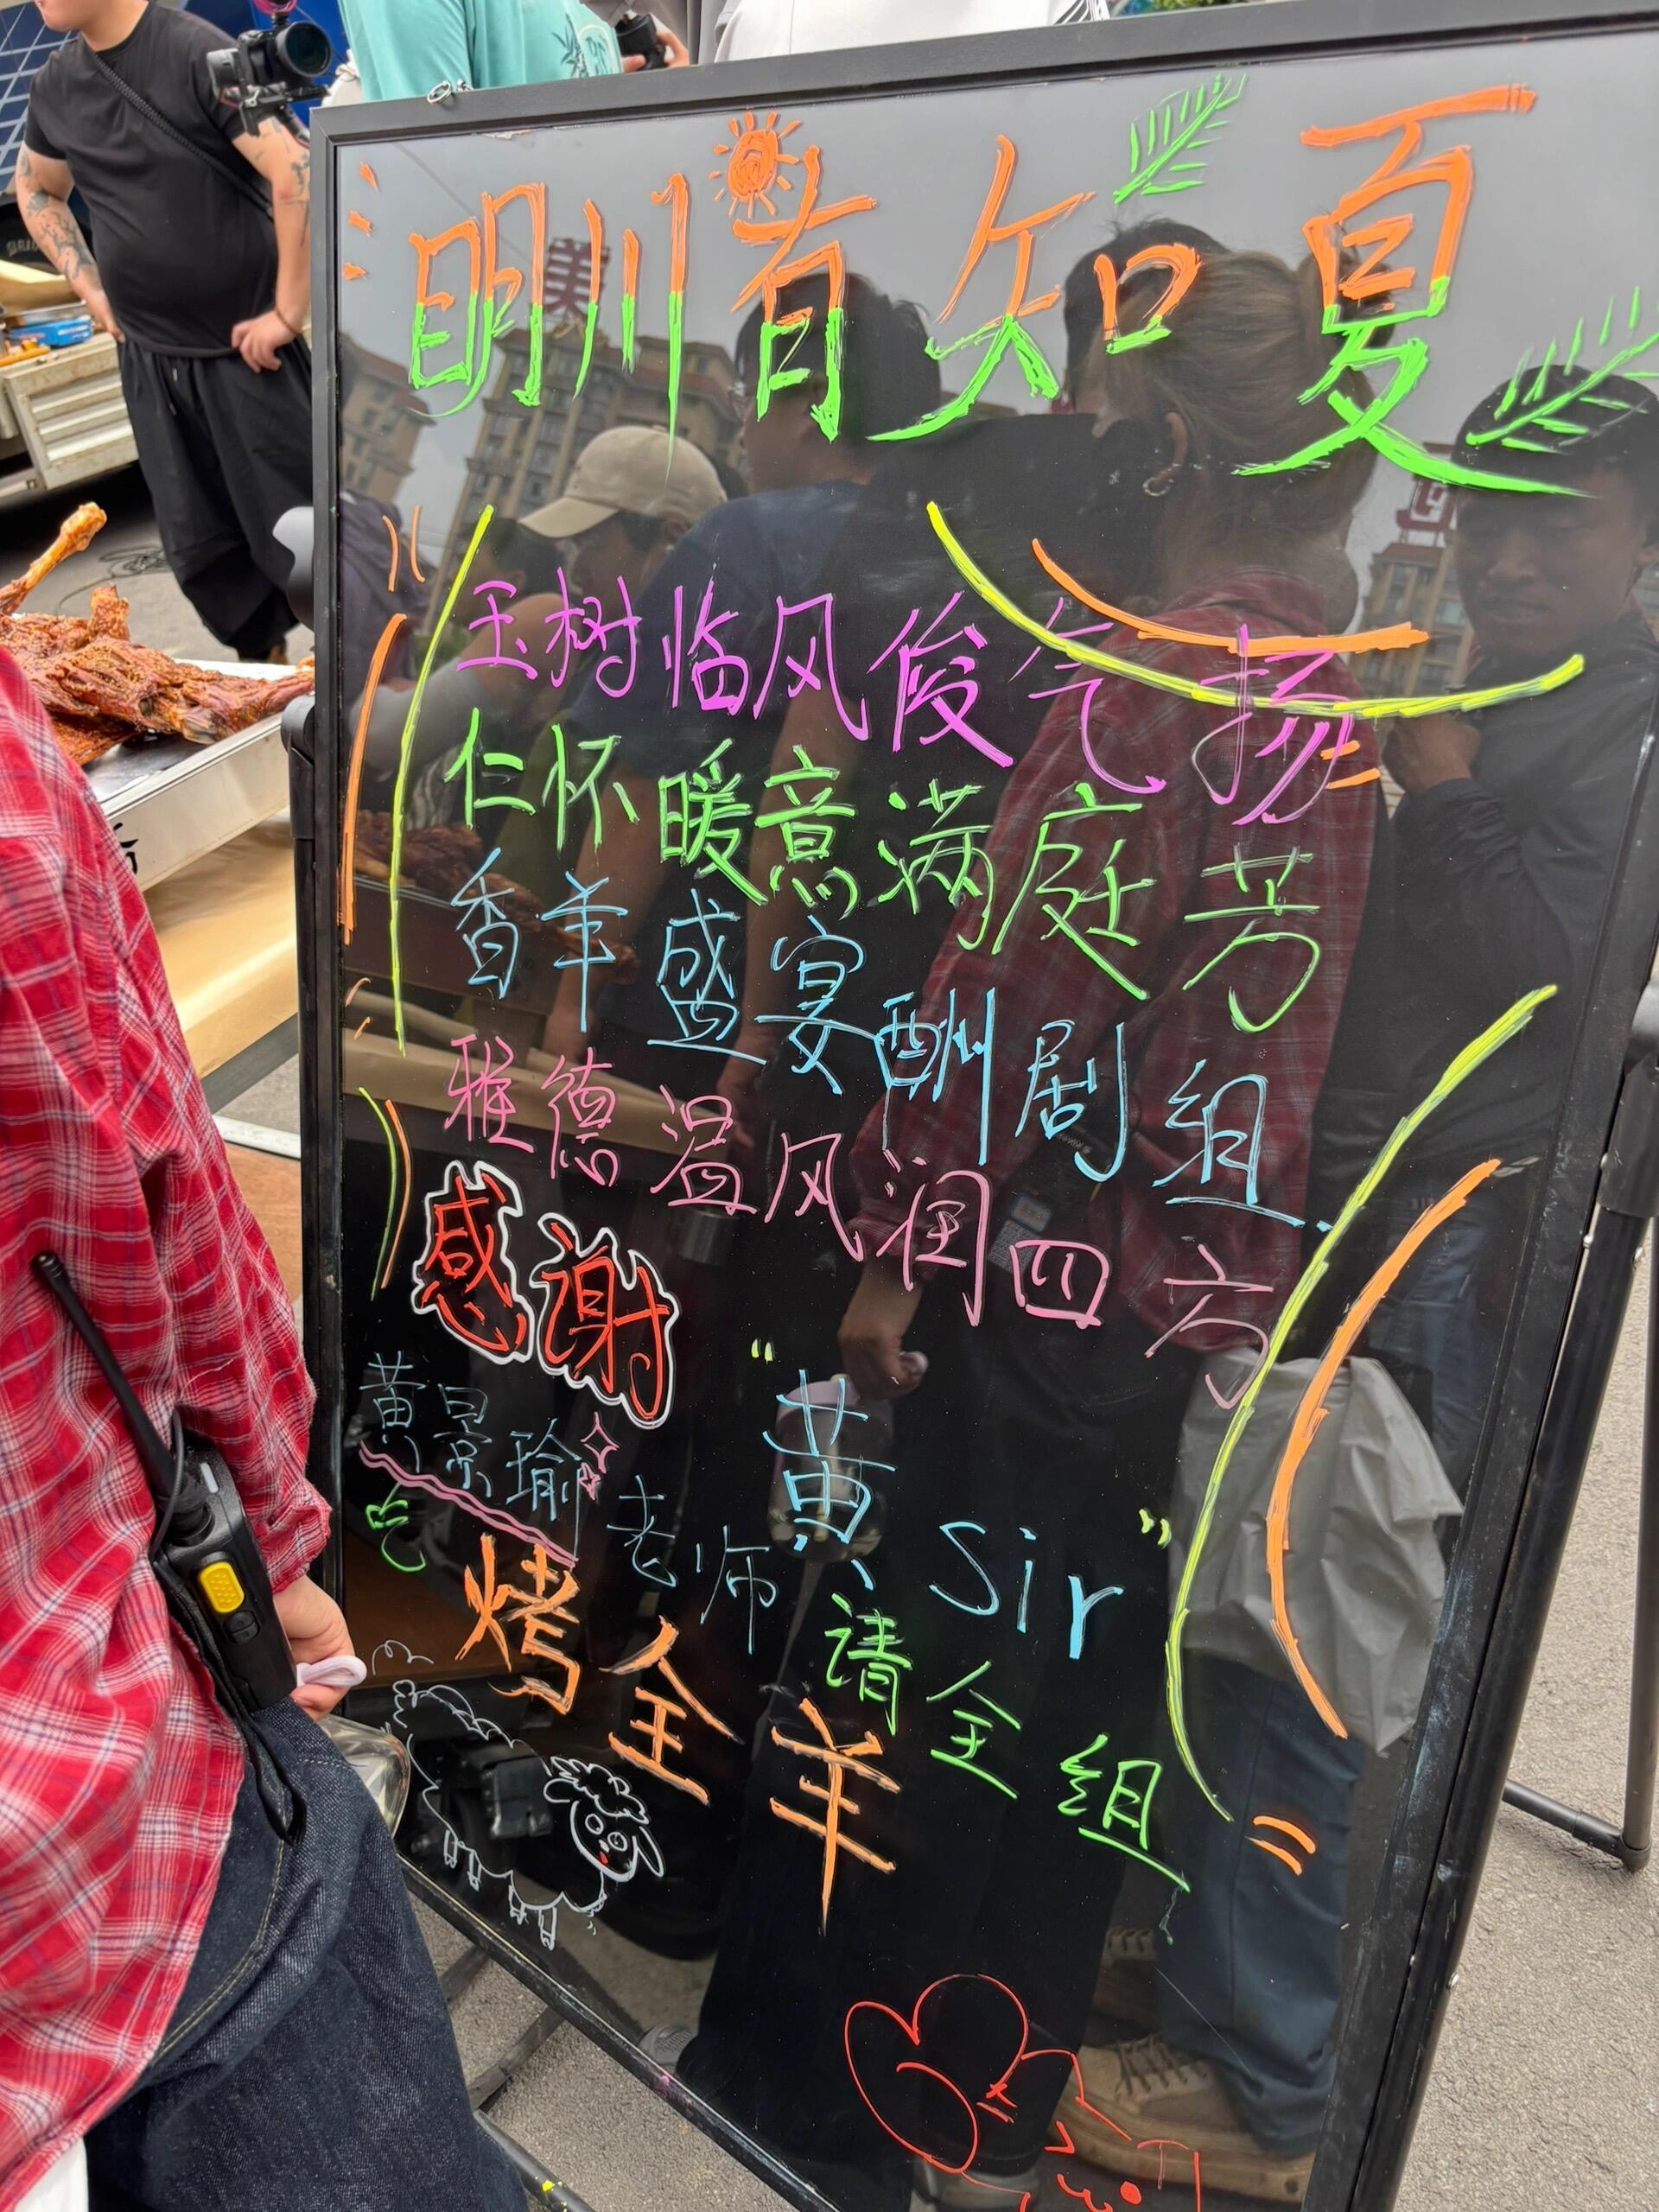 明川有知夏
玉树临风俊气扬
仁怀暖意满庭芳
香羊盛宴酬剧组
雅德温风润四方
感谢
黄景瑜老师
“黄Sir”
请全组
吃
烤全羊
美